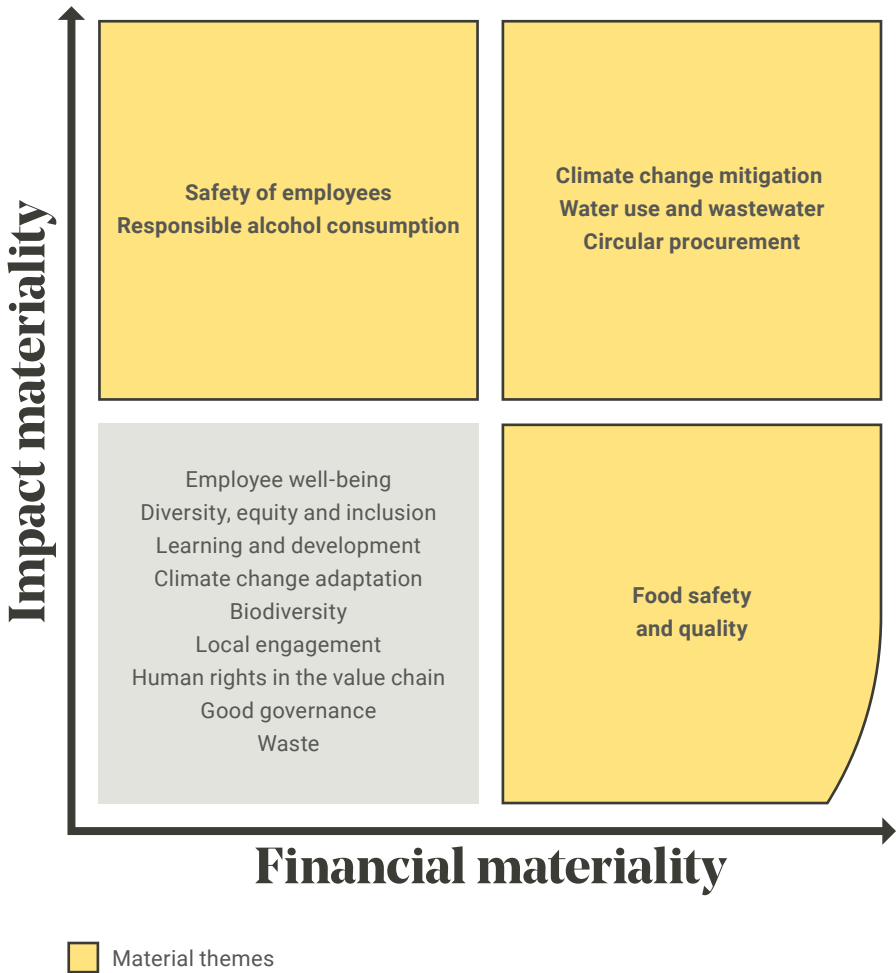 Impact materiality
Safety of employees
Responsible alcohol consumption
Climate change mitigation
Water use and wastewater
Circular procurement
Employee well-being
Diversity, equity and inclusion
Learning and development
Climate change adaptation
Biodiversity
Local engagement
Human rights in the value chain
Good governance
Waste
Food safety
and quality
Financial materiality
Material themes